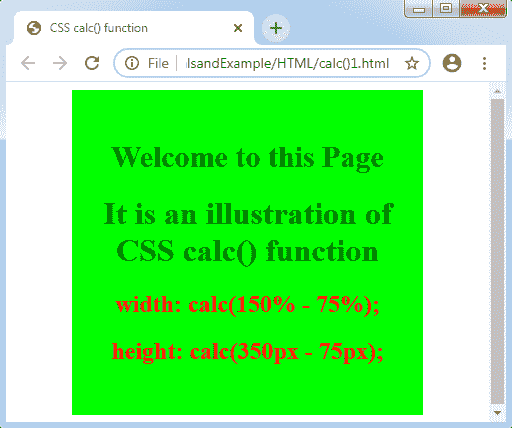 CSS calc() function
File
lsandExample/HTML/calc()1.html
Welcome to this Page
It is an illustration of
CSS calc() function
width: calc(150% - 75%);
height: calc(350px - 75px);